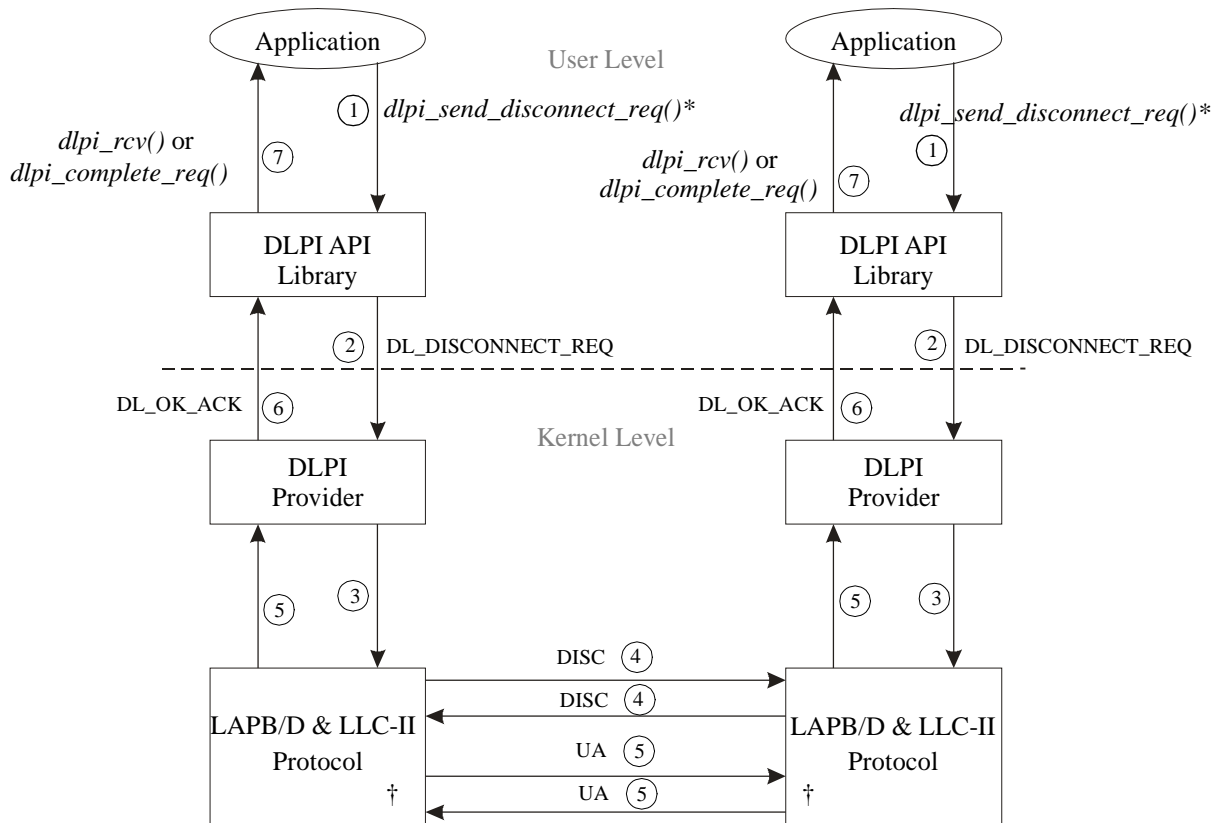 Application
Application
User Level
1
dlpi_send_disconnect_req()*
dlpi_send_disconnect_req()*
1
dlpi_rcv() or
dlpi_complete_req()
7
dlpi_rcv() or
dlpi_complete_req()
7
DLPI API
Library
DLPI API
Library
2
DL_DISCONNECT_REQ
2
DL_DISCONNECT_REQ
DL_OK_ACK
6
DL_OK_ACK
6
Kernel Level
DLPI
Provider
DLPI
Provider
5
3
5
3
DISC 4
DISC 4
LAPB/D & LLC-II
Protocol
†
LAPB/D & LLC-II
Protocol
†
UA 5
UA 5